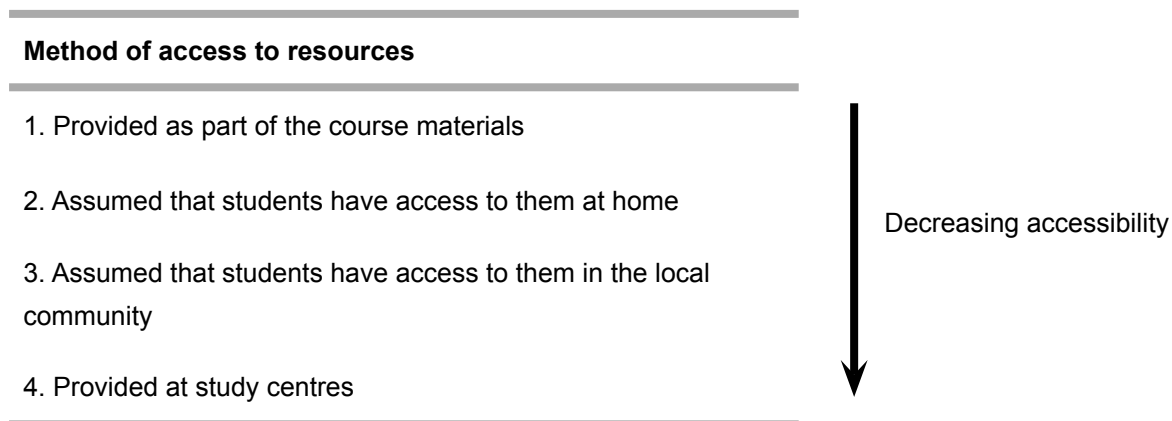 Method of access to resources
1. Provided as part of the course materials
2. Assumed that students have access to them at home
3. Assumed that students have access to them in the local
community
4. Provided at study centres
Decreasing accessibility